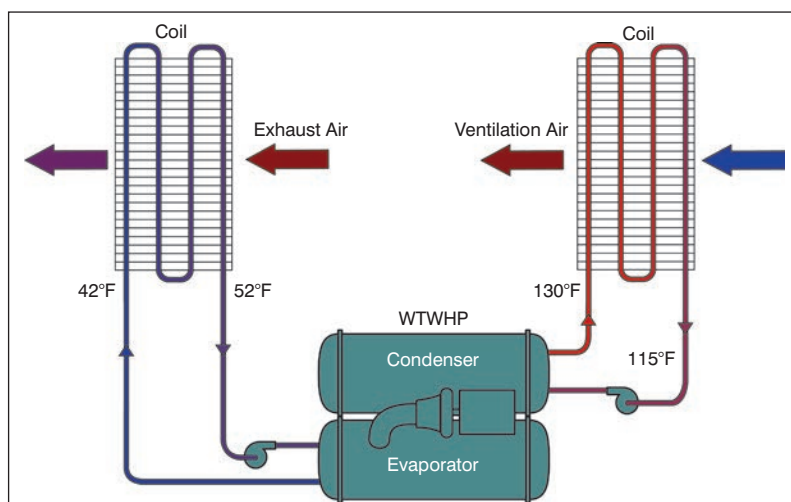 Coil
Coil
Exhaust Air
Ventilation Air
42°F
52°F
130°F
WTWHP
Condenser
115°F
Evaporator